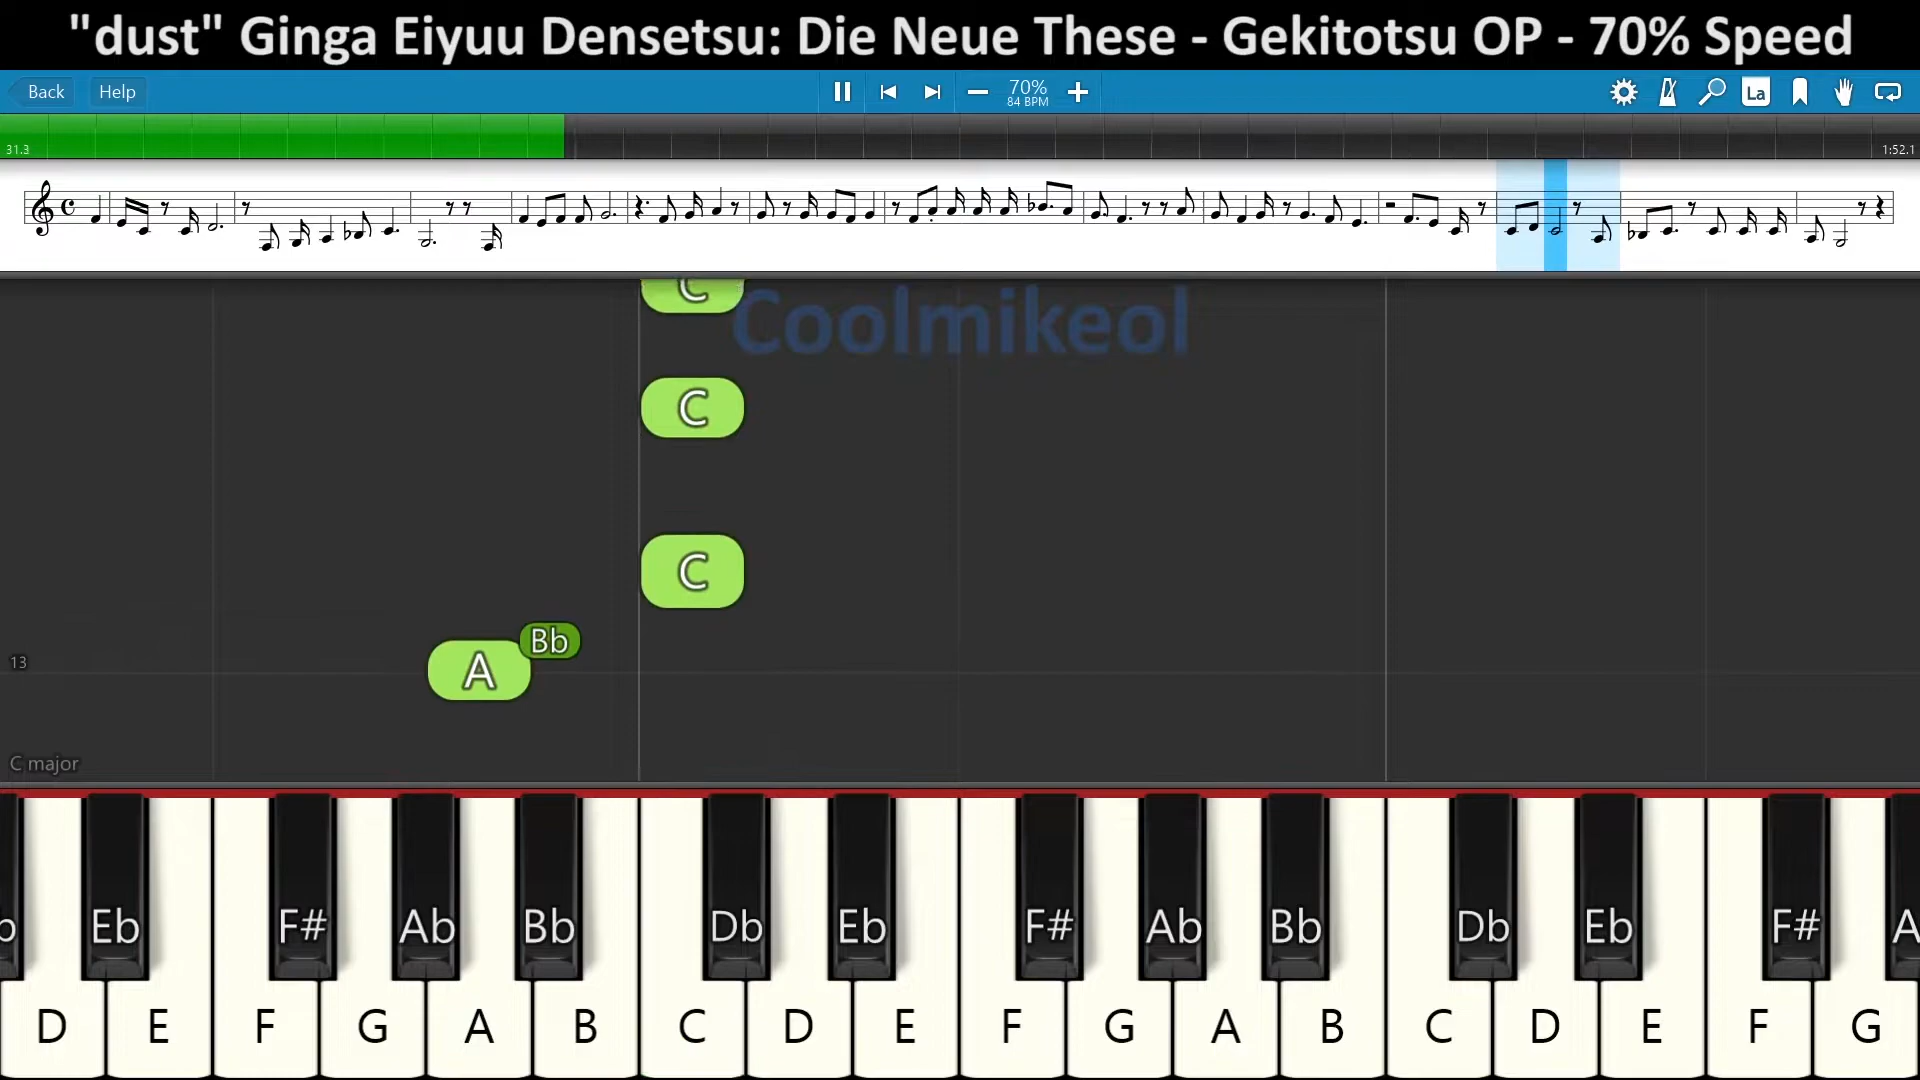 "dust" Ginga Eiyuu Densetsu: Die Neue These - Gekitotsu OP - 70% Speed
Back Help 70% La
84 BPM
31.3 1:52.1
Coolmikeol
C
C
C
Bb
A
13
C major
Eb F# Ab Bb Db Eb F# Ab Bb Db Eb F# A
D E F G A B C D E F G A B C D E F G